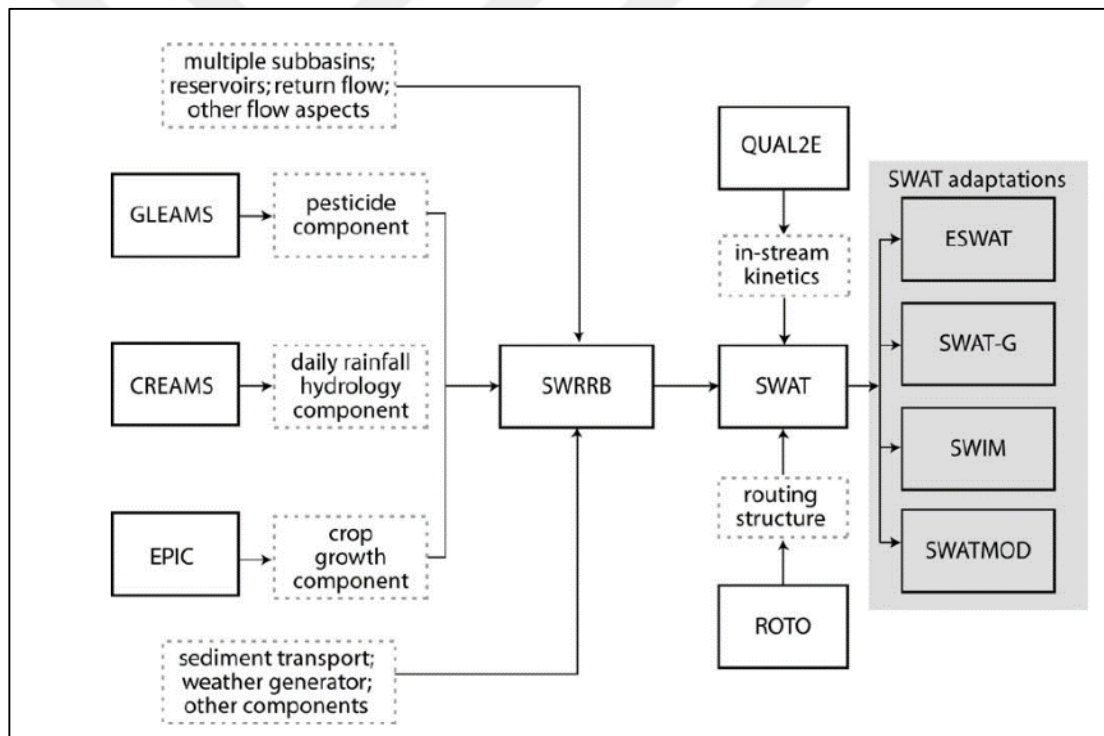 multiple subbasins;
reservoirs; return flow;
other flow aspects
GLEAMS
pesticide
component
CREAMS
daily rainfall
hydrology
component
EPIC
crop
growth
component
sediment transport;
weather generator;
other components
SWRRB
QUAL2E
in-stream
kinetics
SWAT
routing
structure
ROTO
SWAT adaptations
ESWAT
SWAT-G
SWIM
SWATMOD